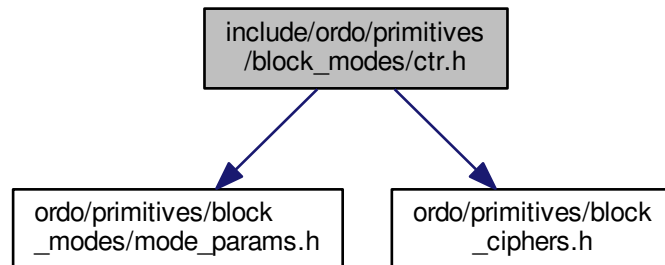 include/ordo/primitives
/block_modes/ctr.h
ordo/primitives/block
_modes/mode_params.h
ordo/primitives/block
_ciphers.h